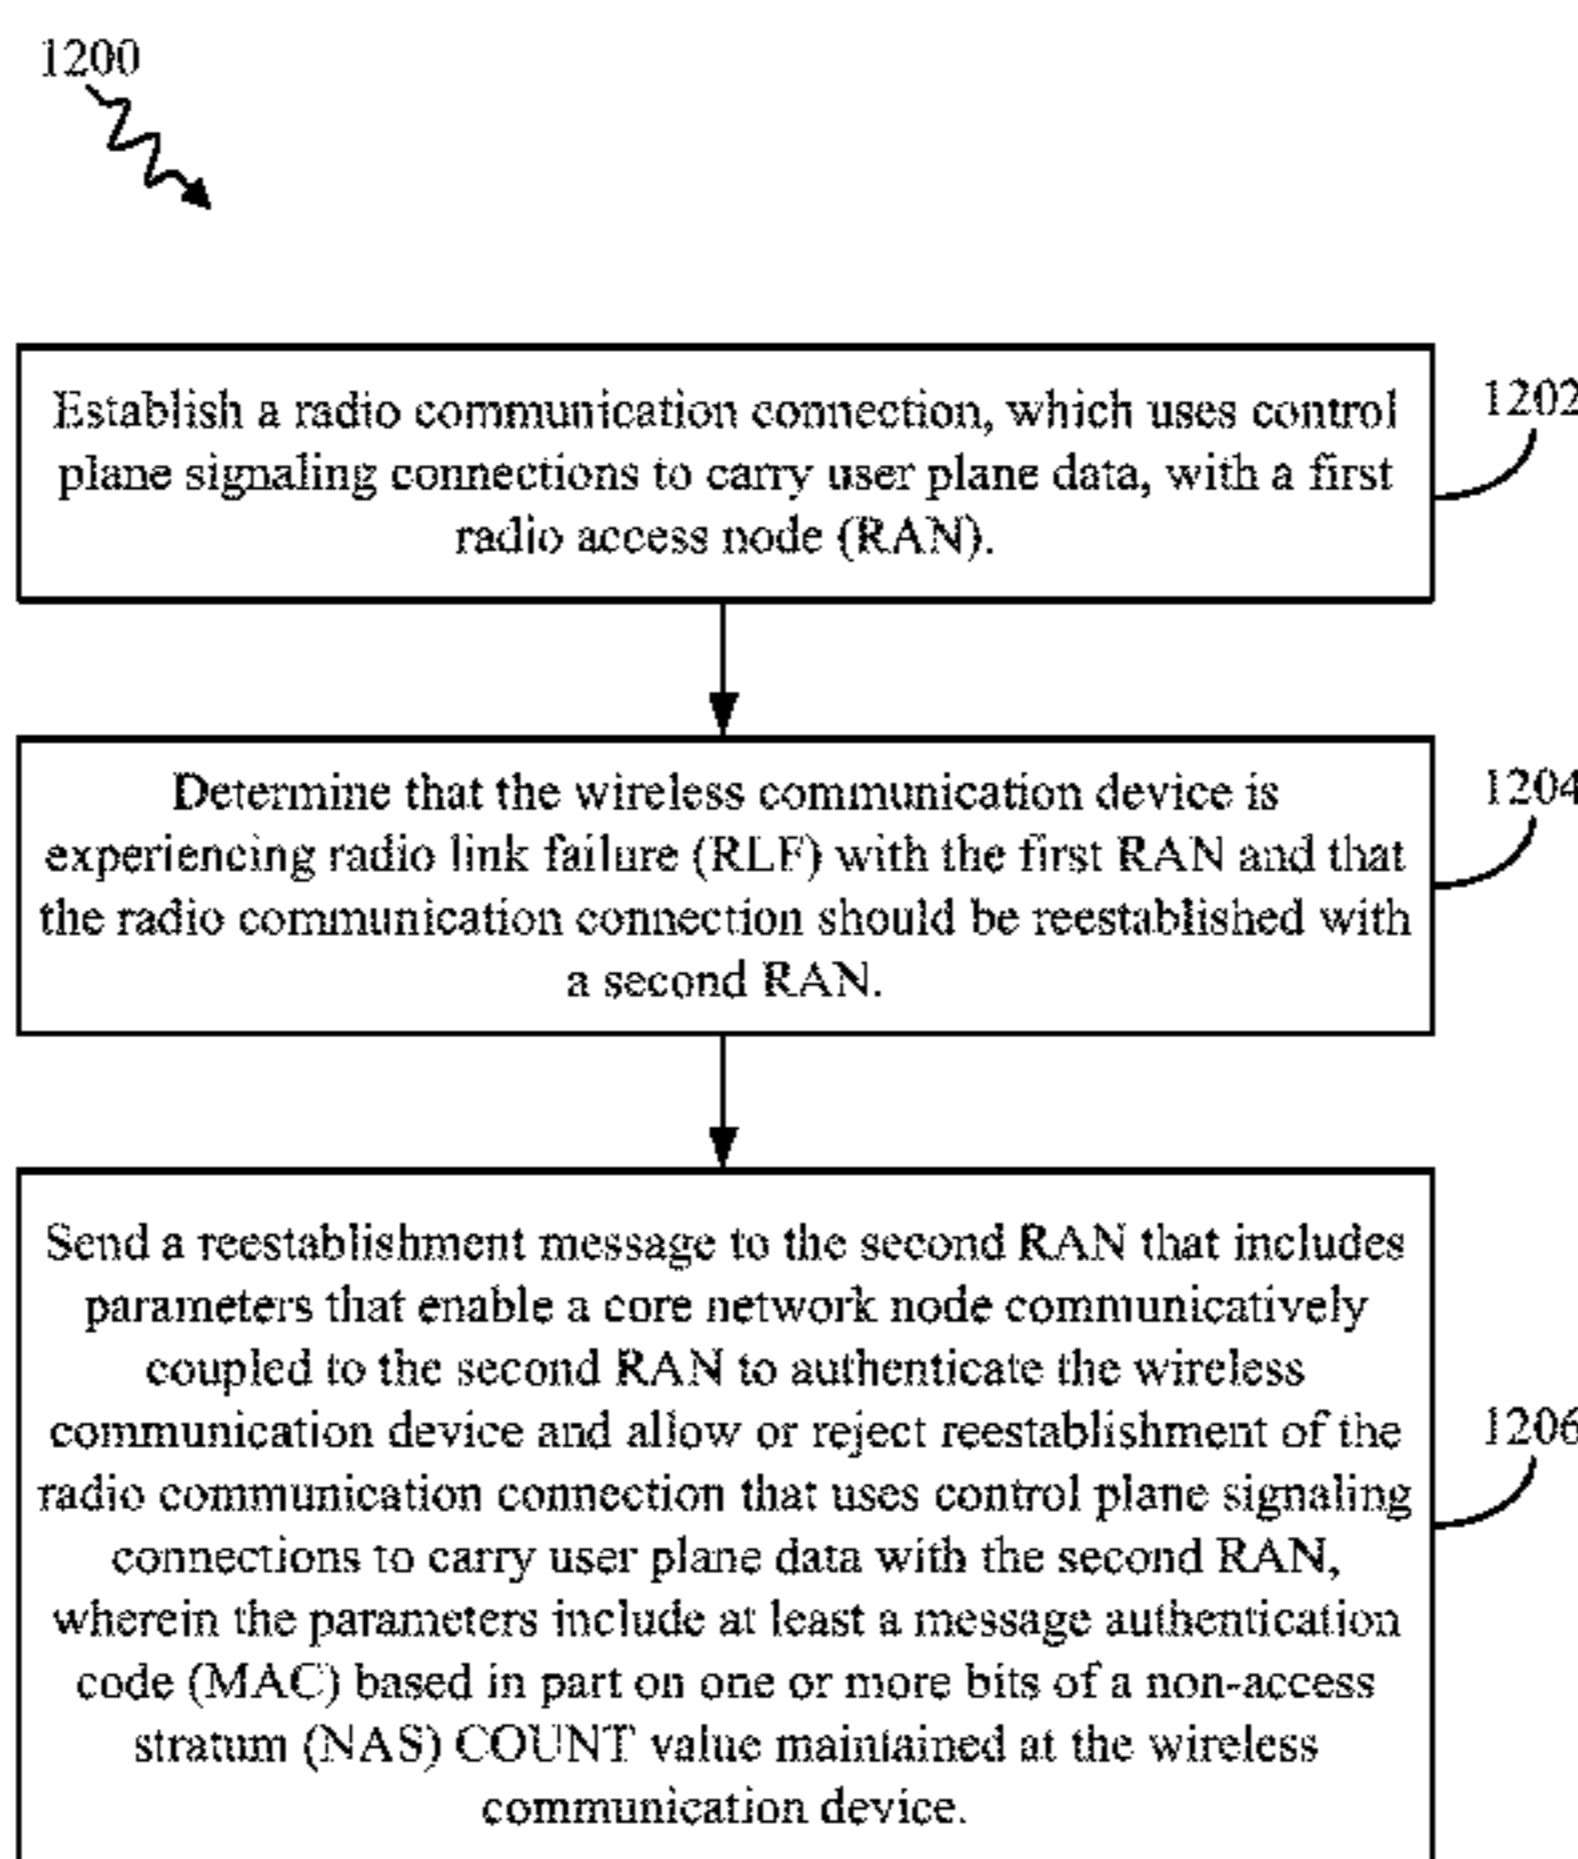 1200
Establish a radio communication connection, which uses control
plane signaling connections to carry user plane data, with a first
radio access node (RAN).
1202
Determine that the wireless communication device is
experiencing radio link failure (RLF) with the first RAN and that
the radio communication connection should be reestablished with
a second RAN.
1204
Send a reestablishment message to the second RAN that includes
parameters that enable a core network node communicatively
coupled to the second RAN to authenticate the wireless
communication device and allow or reject reestablishment of the
radio communication connection that uses control plane signaling
connections to carry user plane data with the second RAN,
wherein the parameters include at least a message authentication
code (MAC) based in part on one or more bits of a non-access
stratum (NAS) COUNT value maintained at the wireless
communication device.
1206